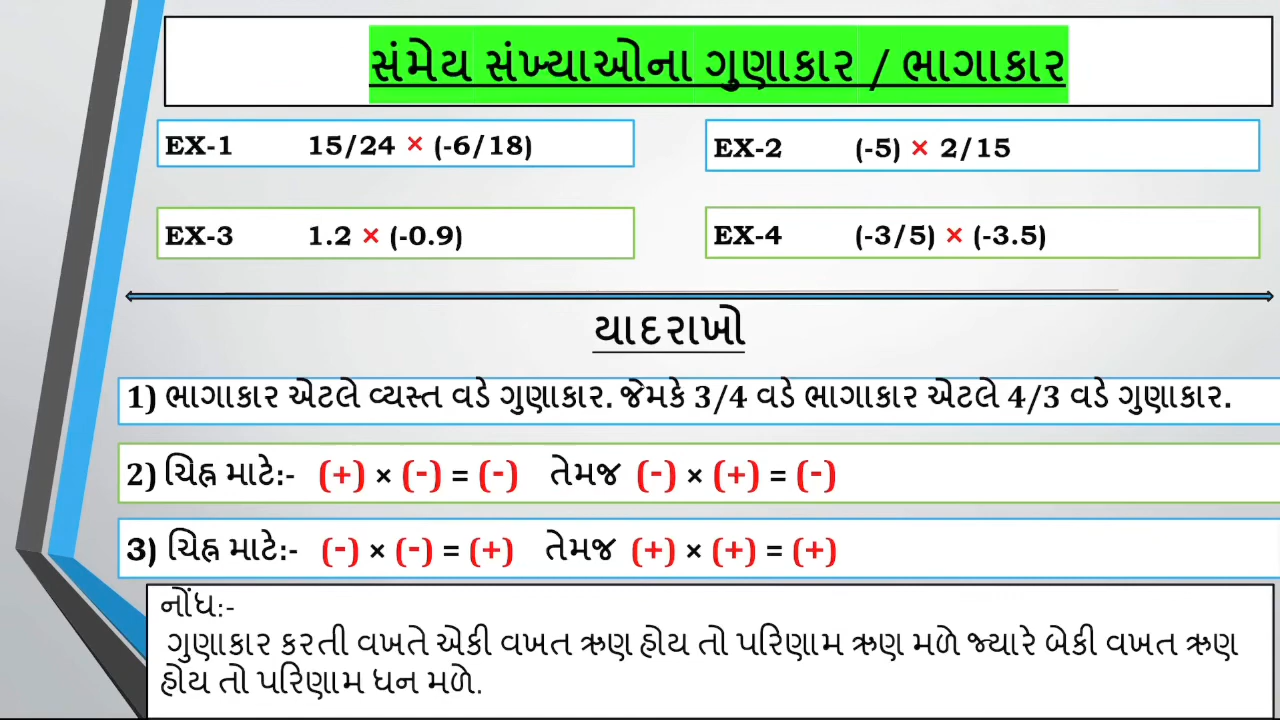 સંમેય સંખ્યાઓના ગુણાકાર / ભાગાકાર
EX-1 15/24 × (-6/18)
EX-2 (-5) × 2/15
EX-3 1.2 × (-0.9)
EX-4 (-3/5) × (-3.5)
યાદરાખો
1) ભાગાકાર એટલે વ્યસ્ત વડે ગુણાકાર. જેમકે 3/4 વડે ભાગાકાર એટલે 4/3 વડે ગુણાકાર.
2) ચિહ્ન માટે:- (+) × (-) = (-) તેમજ (-) × (+) = (-)
3) ચિહ્ન માટે:- (-) × (-) = (+) તેમજ (+) × (+) = (+)
નોંધ:-
ગુણાકાર કરતી વખતે એકી વખત ઋણ હોય તો પરિણામ ઋણ મળે જ્યારે બેકી વખત ઋણ
હોય તો પરિણામ ધન મળે.